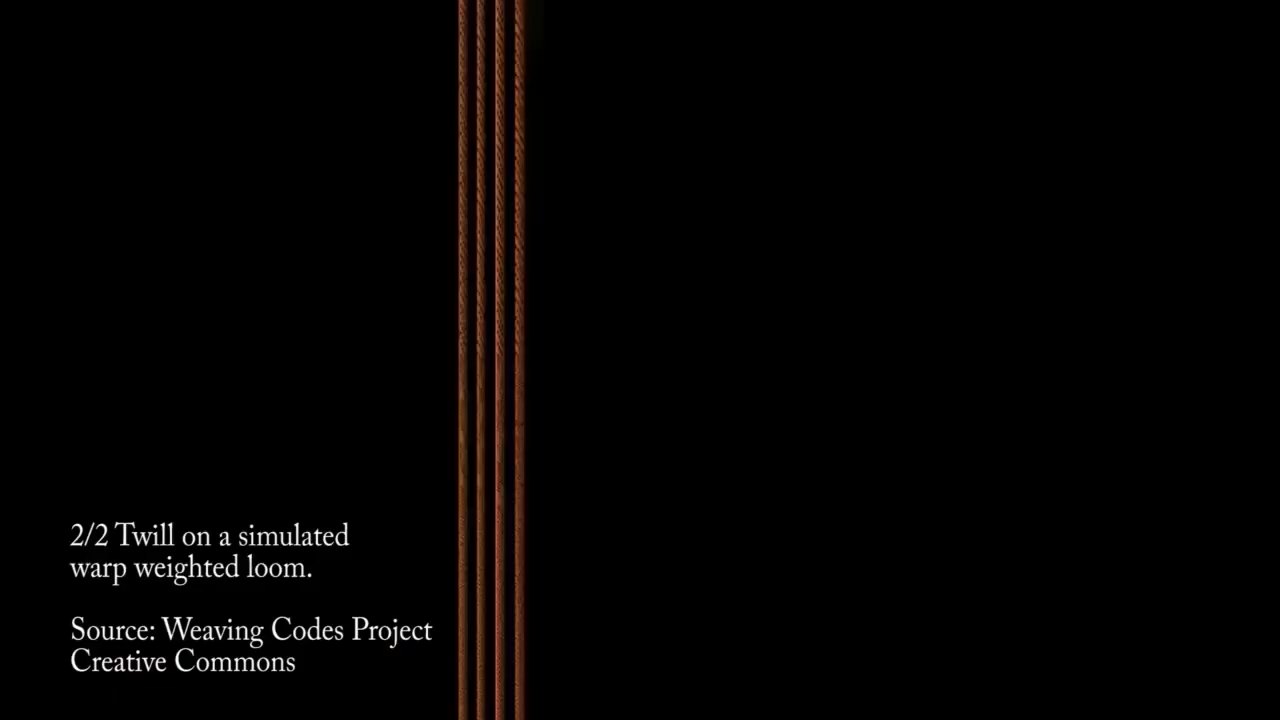 2/2 Twill on a simulated
warp weighted loom.
Source: Weaving Codes Project
Creative Commons